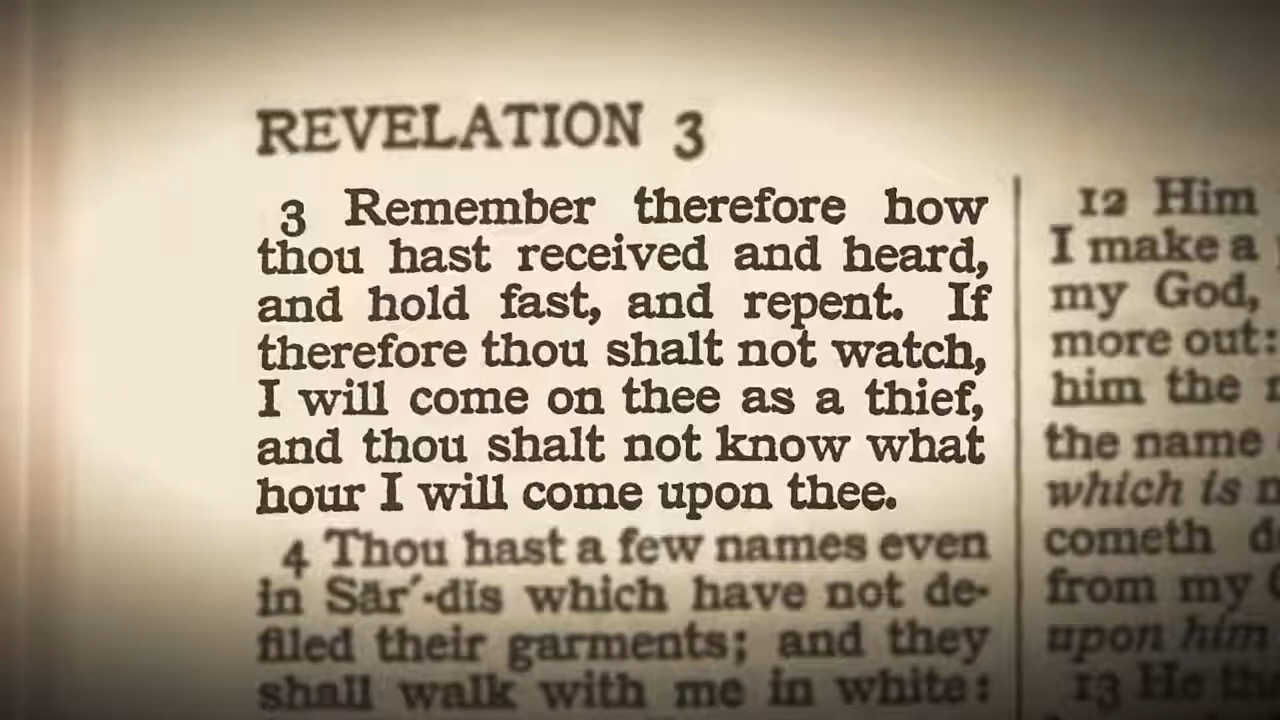 REVELATION 3
3 Remember therefore how
thou hast received and heard,
and hold fast, and repent. If
therefore thou shalt not watch,
I will come on thee as a thief,
and thou shalt not know what
hour I will come upon thee.
4 Thou hast a few names even
in Sär´-dĭs which have not de-
filed their garments; and they
shall walk with me in white:
12 Him
I make a
my God,
more out:
him the
the name
which is
cometh
from my
upon him
13 He